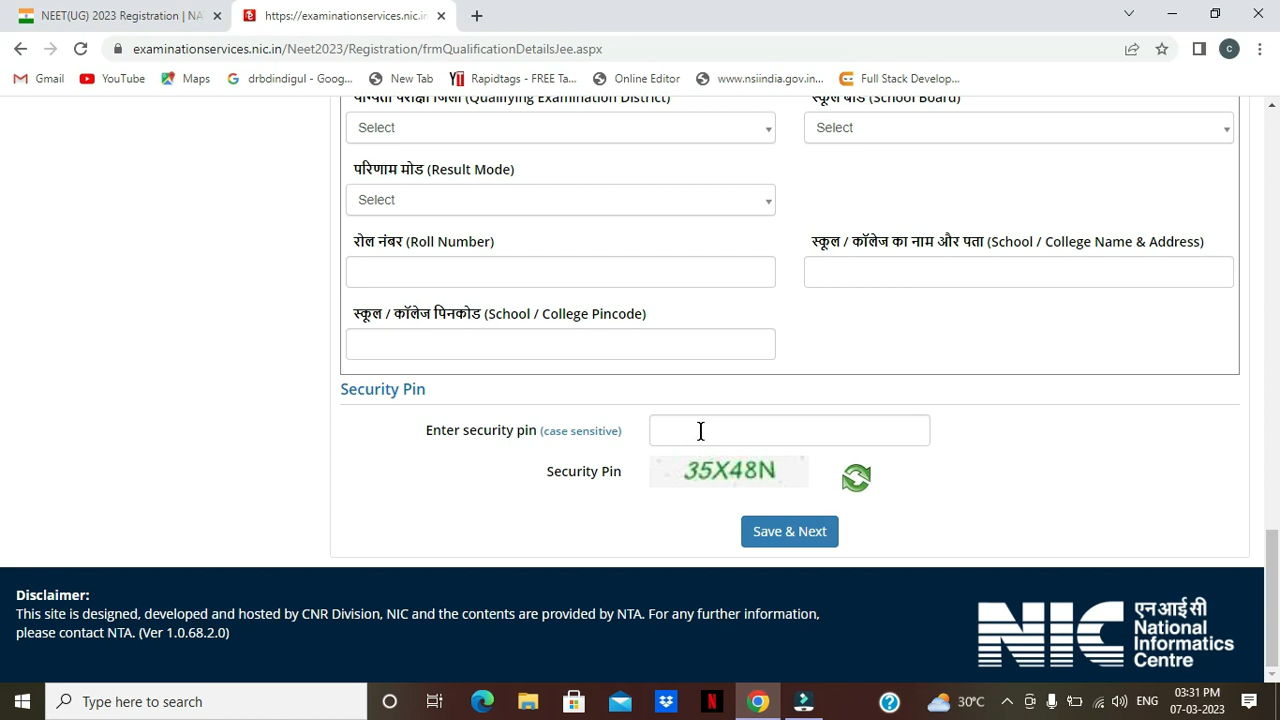 NEET(UG) 2023 Registration | NA
https://examinationservices.nic.in
examinationservices.nic.in/Neet2023/Registration/frmQualificationDetailsJee.aspx
C
Gmail YouTube Maps drbdindigul - Goog... New Tab Rapidtags - FREE Ta... Online Editor www.nsiindia.gov.in... Full Stack Develop...
योग्यता परीक्षा जिला (Qualifying Examination District) स्कूल बोर्ड (School Board)
Select Select
परिणाम मोड (Result Mode)
Select
रोल नंबर (Roll Number) स्कूल / कॉलेज का नाम और पता (School / College Name & Address)
स्कूल / कॉलेज पिनकोड (School / College Pincode)
Security Pin
Enter security pin (case sensitive)
Security Pin 35X48N
Save & Next
Disclaimer:
This site is designed, developed and hosted by CNR Division, NIC and the contents are provided by NTA. For any further information,
please contact NTA. (Ver 1.0.68.2.0)
NIC एन आई सी
National
Informatics
Centre
Type here to search
30°C ENG 03:31 PM
07-03-2023